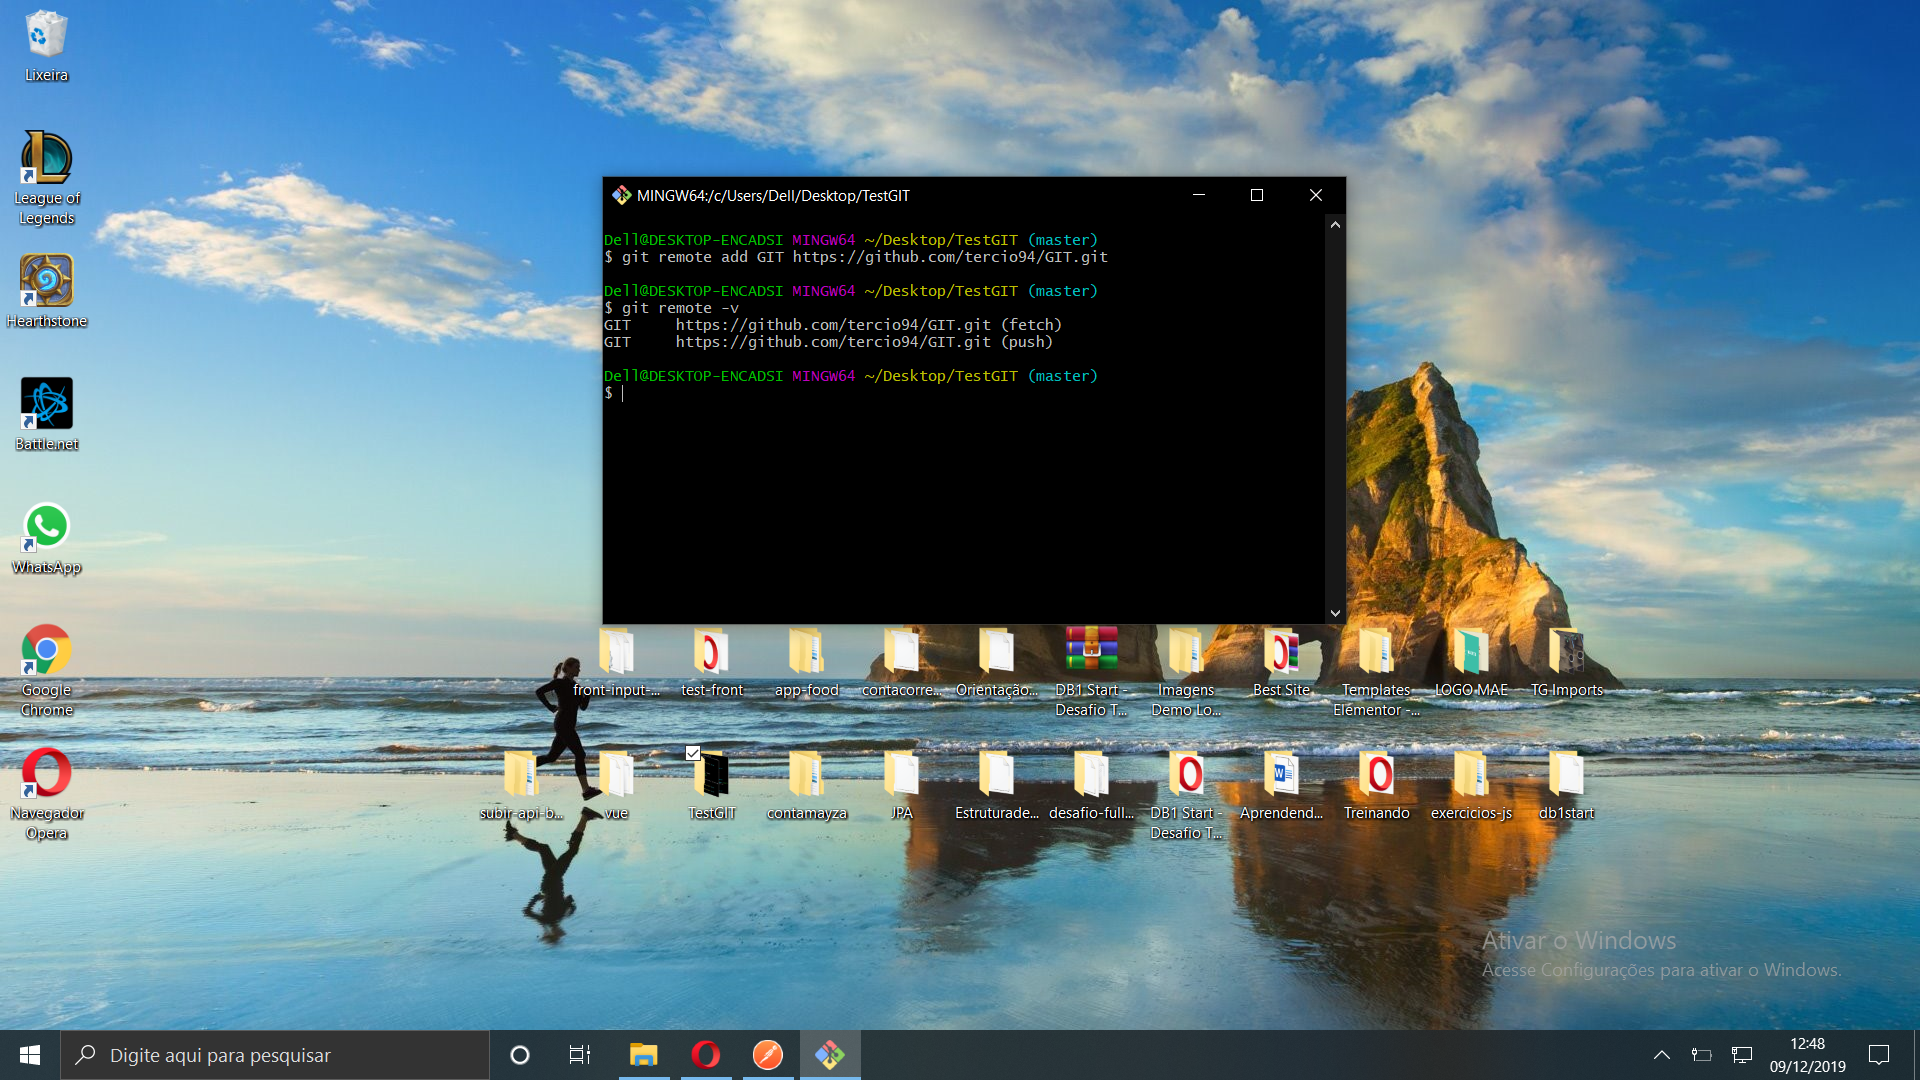 Lixeira
League of
Legends
Hearthstone
Battle.net
WhatsApp
Google
Chrome
Navegador
Opera
MINGW64:/c/Users/Dell/Desktop/TestGIT
Dell@DESKTOP-ENCADSI MINGW64 ~/Desktop/TestGIT (master)
$ git remote add GIT https://github.com/tercio94/GIT.git
Dell@DESKTOP-ENCADSI MINGW64 ~/Desktop/TestGIT (master)
$ git remote -v
GIT     https://github.com/tercio94/GIT.git (fetch)
GIT     https://github.com/tercio94/GIT.git (push)
Dell@DESKTOP-ENCADSI MINGW64 ~/Desktop/TestGIT (master)
$
front-input-...
test-front
app-food
contacorre...
Orientação...
DB1 Start -
Desafio T...
Imagens
Demo Lo...
Best Site
Templates
Elementor -...
LOGO MAE
TG Imports
subir-api-b...
vue
TestGIT
contamayza
JPA
Estruturade...
desafio-full...
DB1 Start -
Desafio T...
Aprendend...
Treinando
exercicios-js
db1start
Ativar o Windows
Acesse Configurações para ativar o Windows.
Digite aqui para pesquisar
12:48
09/12/2019